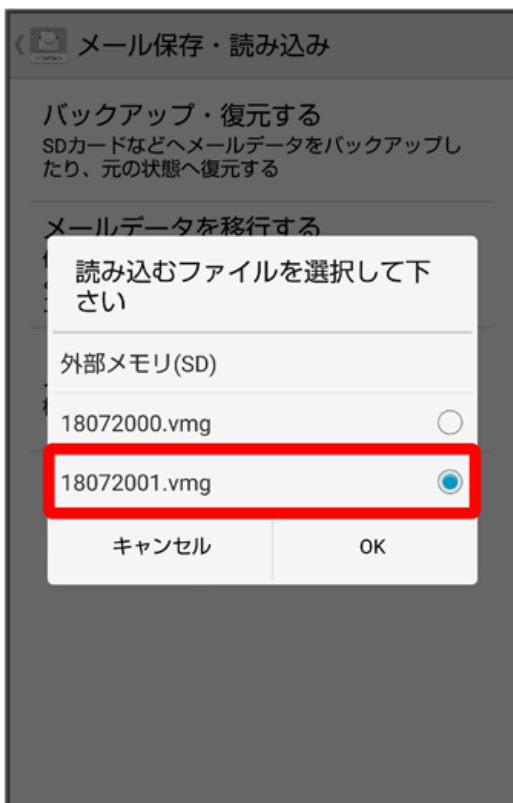 メール保存・読み込み
バックアップ・復元する
SDカードなどへメールデータをバックアップし
たり、元の状態へ復元する
メールデータを移行する
読み込むファイルを選択して下
さい
外部メモリ(SD)
18072000.vmg
18072001.vmg
キャンセル
OK